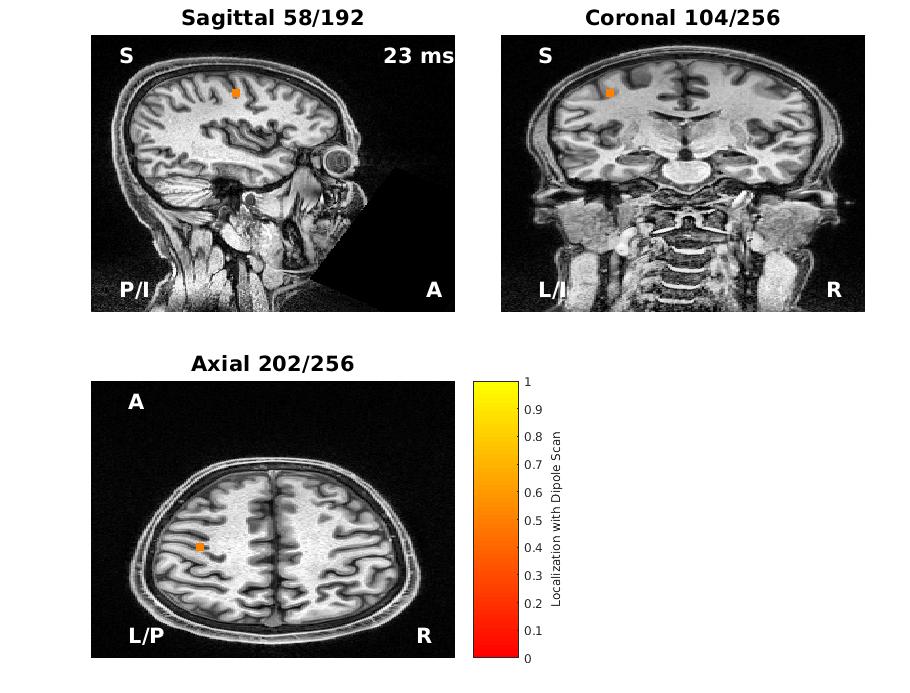 Sagittal 58/192
S
23 ms
P/I
A
Coronal 104/256
S
L/I
R
Axial 202/256
A
L/P
R
1
0.9
0.8
0.7
0.6
0.5
0.4
0.3
0.2
0.1
0
Localization with Dipole Scan